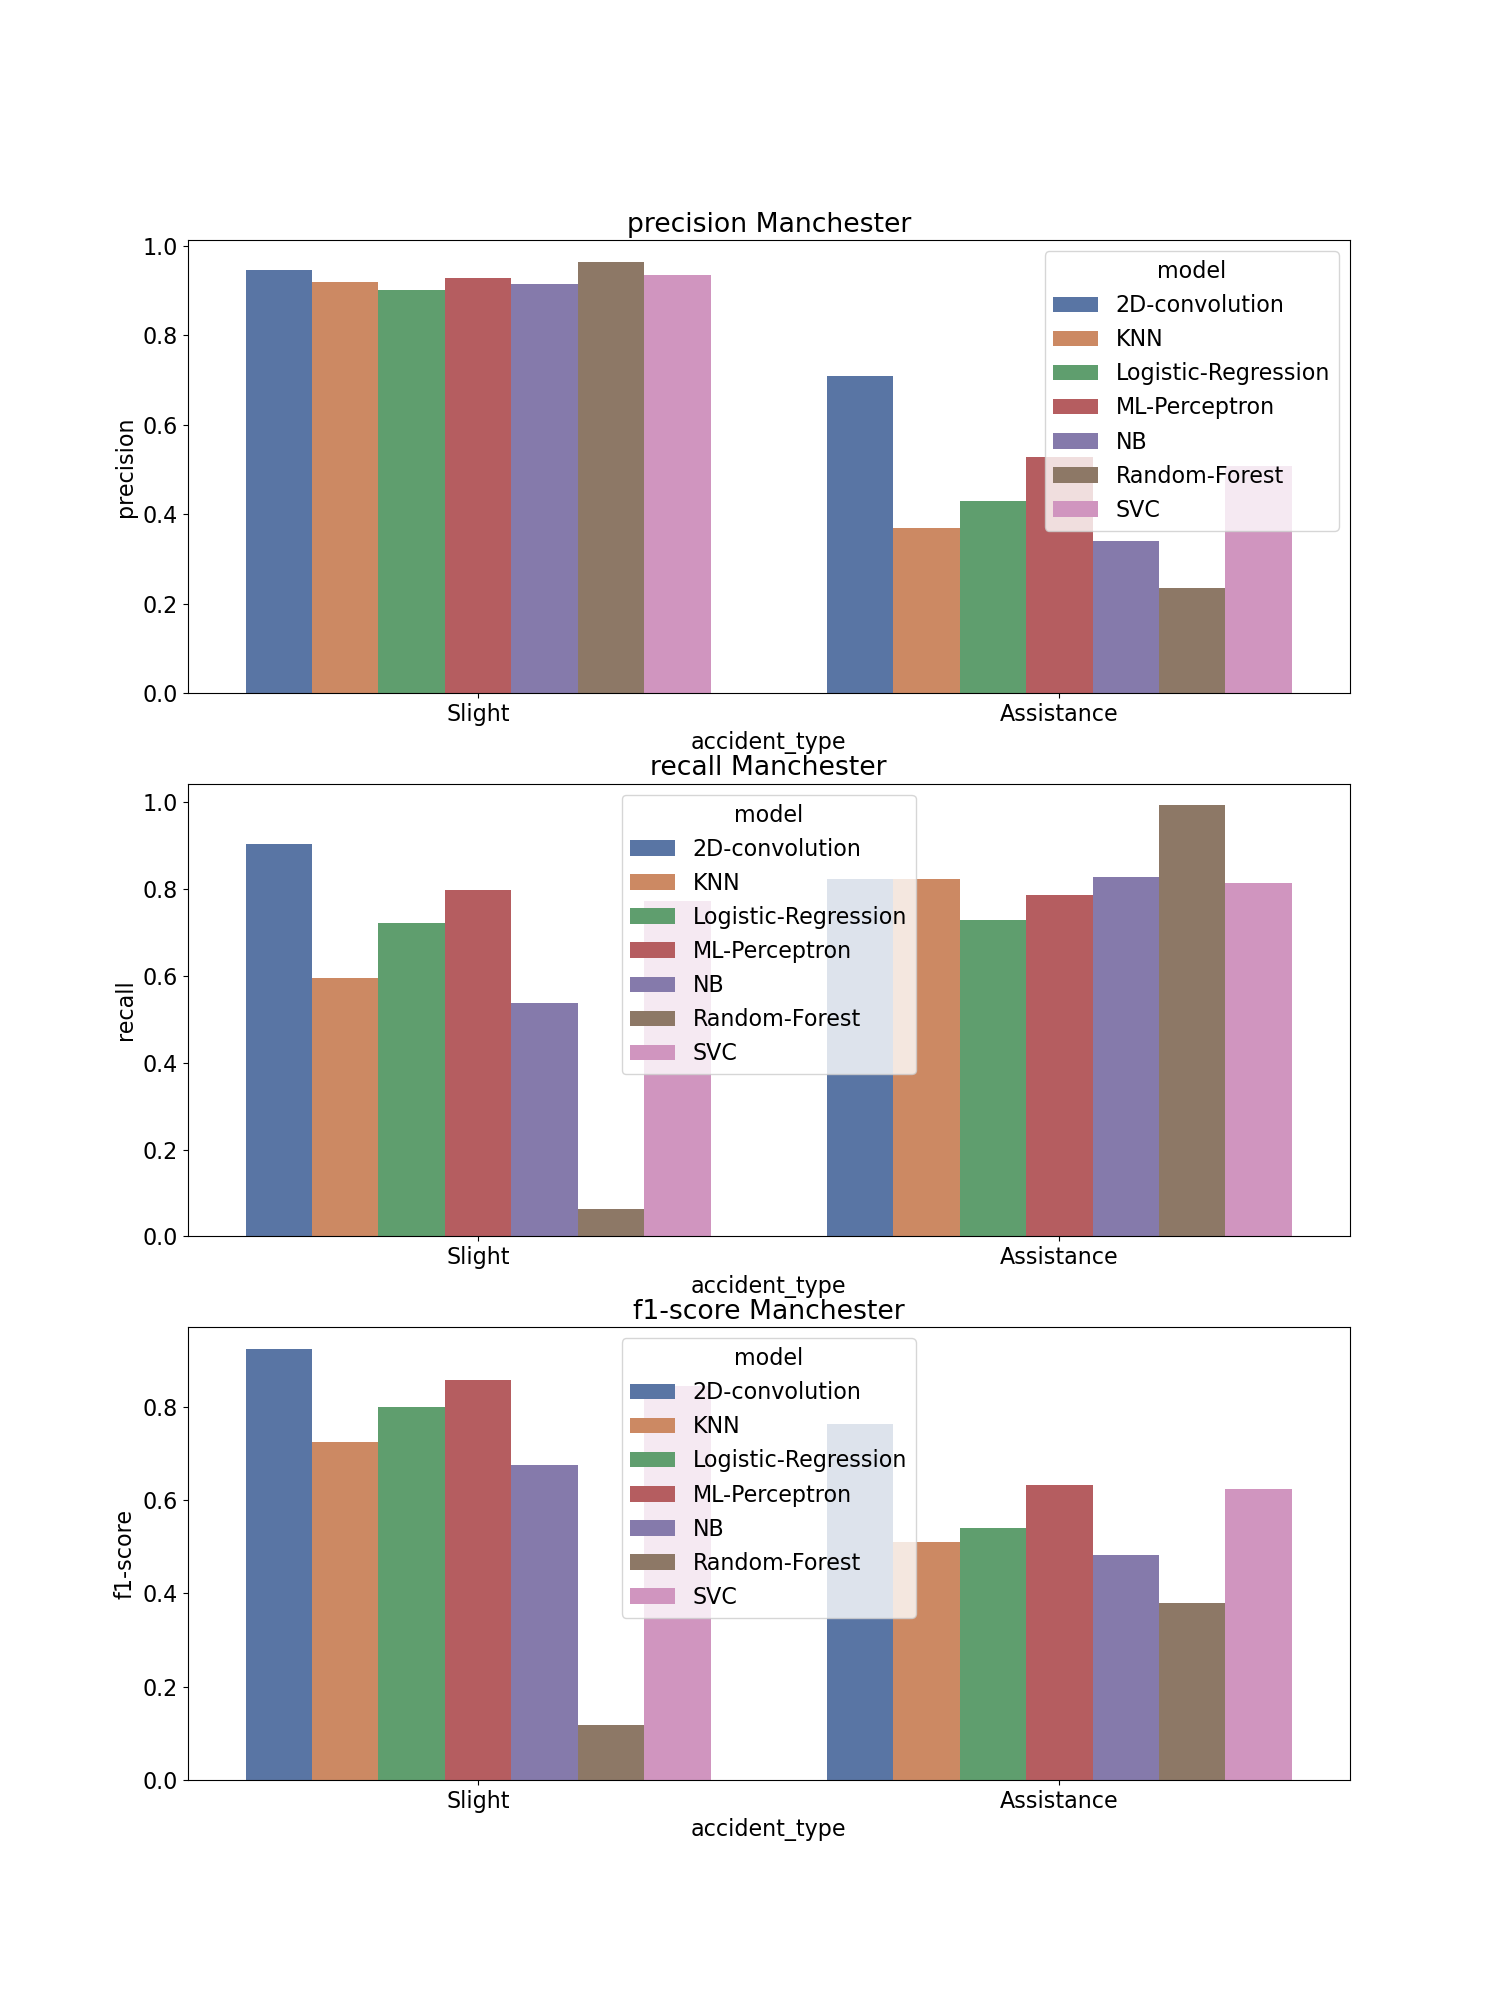 precision Manchester
1.0
0.8
0.6
0.4
0.2
0.0
precision
model
2D-convolution
KNN
Logistic-Regression
ML-Perceptron
NB
Random-Forest
SVC
Slight
Assistance
accident_type
recall Manchester
1.0
0.8
0.6
0.4
0.2
0.0
recall
model
2D-convolution
KNN
Logistic-Regression
ML-Perceptron
NB
Random-Forest
SVC
Slight
Assistance
accident_type
f1-score Manchester
0.8
0.6
0.4
0.2
0.0
f1-score
model
2D-convolution
KNN
Logistic-Regression
ML-Perceptron
NB
Random-Forest
SVC
Slight
Assistance
accident_type